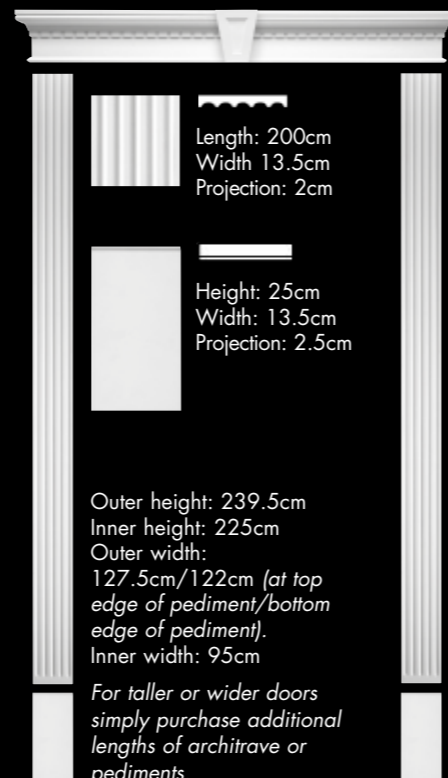 Length: 200cm
Width 13.5cm
Projection: 2cm
Height: 25cm
Width: 13.5cm
Projection: 2.5cm
Outer height: 239.5cm
Inner height: 225cm
Outer width:
127.5cm/122cm (at top
edge of pediment/bottom
edge of pediment).
Inner width: 95cm
For taller or wider doors
simply purchase additional
lengths of architrave or
pediments